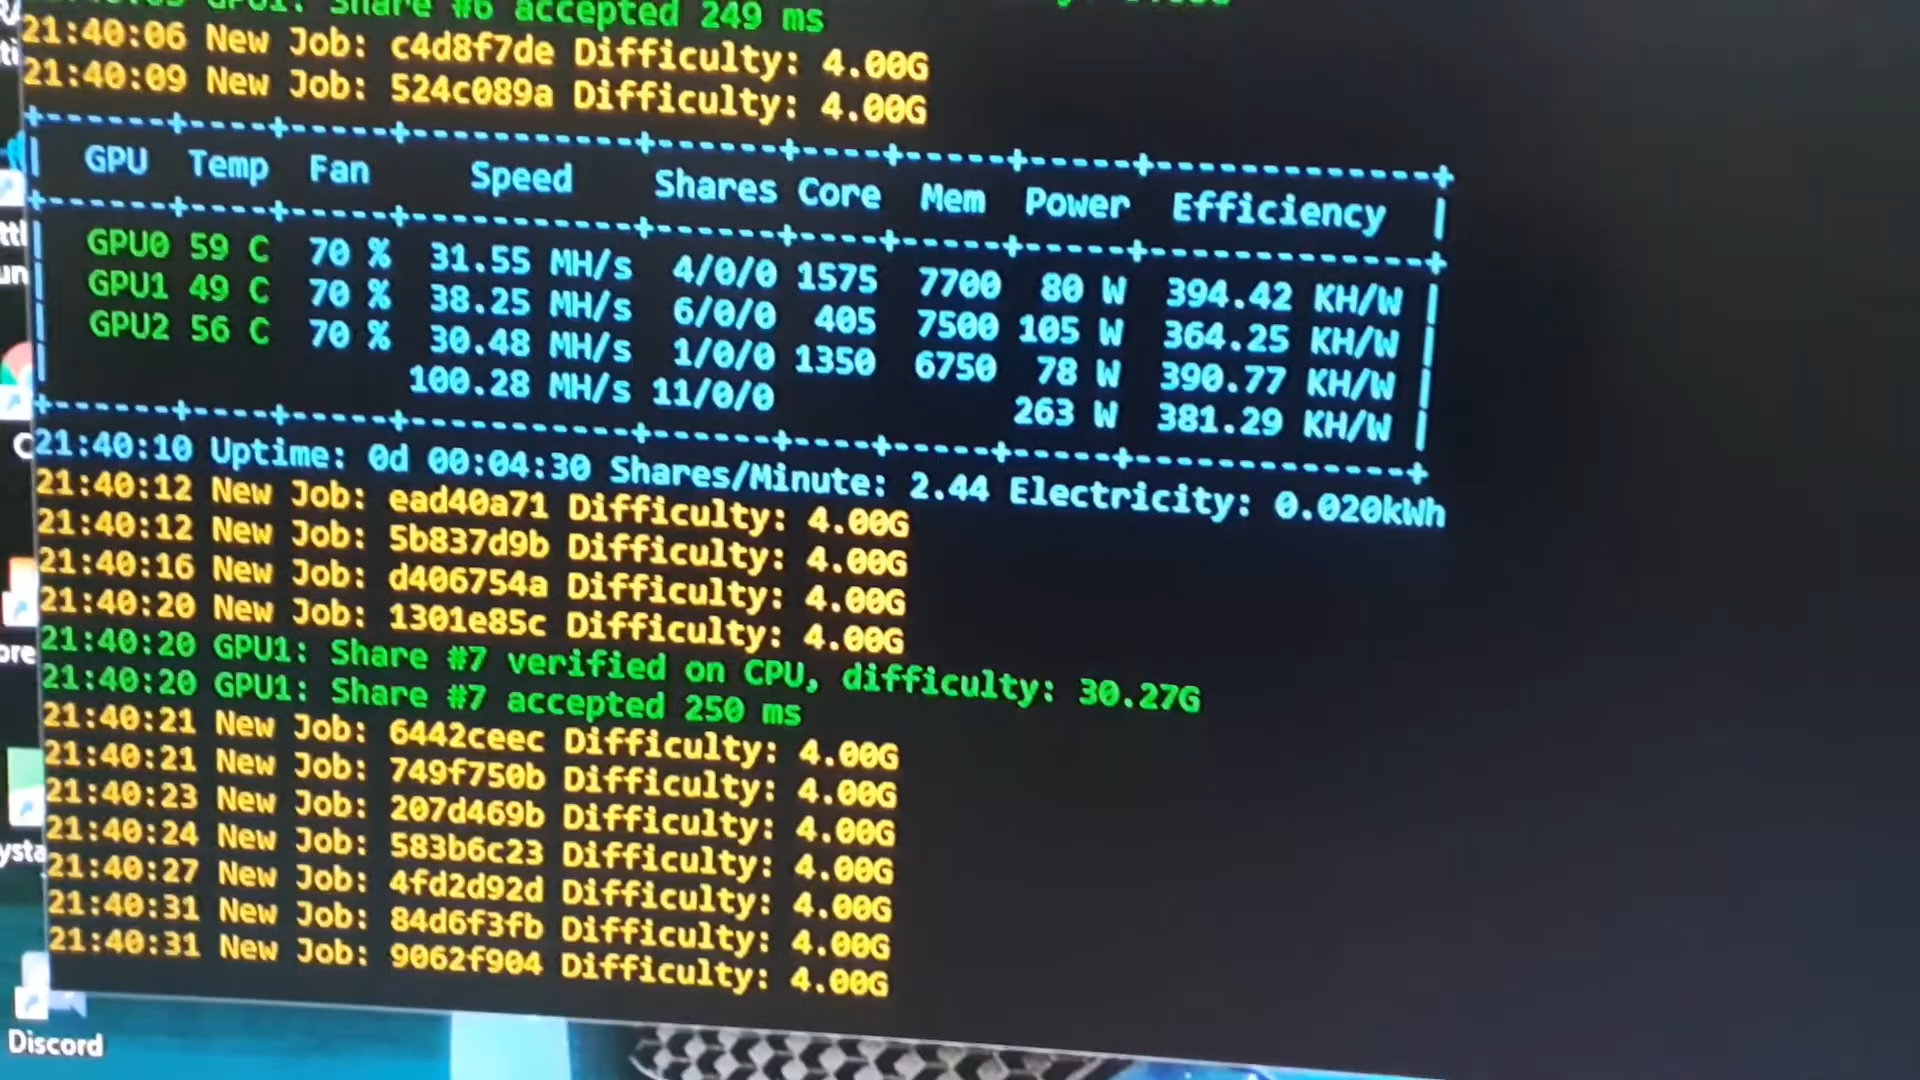 GPU1: Share #6 accepted 249 ms
21:40:06 New Job: c4d8f7de Difficulty: 4.00G
21:40:09 New Job: 524c089a Difficulty: 4.00G
GPU Temp Fan Speed Shares Core Mem Power Efficiency
GPU0 59 C 70 % 31.55 MH/s 4/0/0 1575 7700 80 W 394.42 KH/W
GPU1 49 C 70 % 38.25 MH/s 6/0/0 405 7500 105 W 364.25 KH/W
GPU2 56 C 70 % 30.48 MH/s 1/0/0 1350 6750 78 W 390.77 KH/W
100.28 MH/s 11/0/0 263 W 381.29 KH/W
21:40:10 Uptime: 0d 00:04:30 Shares/Minute: 2.44 Electricity: 0.020kWh
21:40:12 New Job: ead40a71 Difficulty: 4.00G
21:40:12 New Job: 5b837d9b Difficulty: 4.00G
21:40:16 New Job: d406754a Difficulty: 4.00G
21:40:20 New Job: 1301e85c Difficulty: 4.00G
21:40:20 GPU1: Share #7 verified on CPU, difficulty: 30.27G
21:40:20 GPU1: Share #7 accepted 250 ms
21:40:21 New Job: 6442ceec Difficulty: 4.00G
21:40:21 New Job: 749f750b Difficulty: 4.00G
21:40:23 New Job: 207d469b Difficulty: 4.00G
21:40:24 New Job: 583b6c23 Difficulty: 4.00G
21:40:27 New Job: 4fd2d92d Difficulty: 4.00G
21:40:31 New Job: 84d6f3fb Difficulty: 4.00G
21:40:31 New Job: 9062f904 Difficulty: 4.00G
Discord